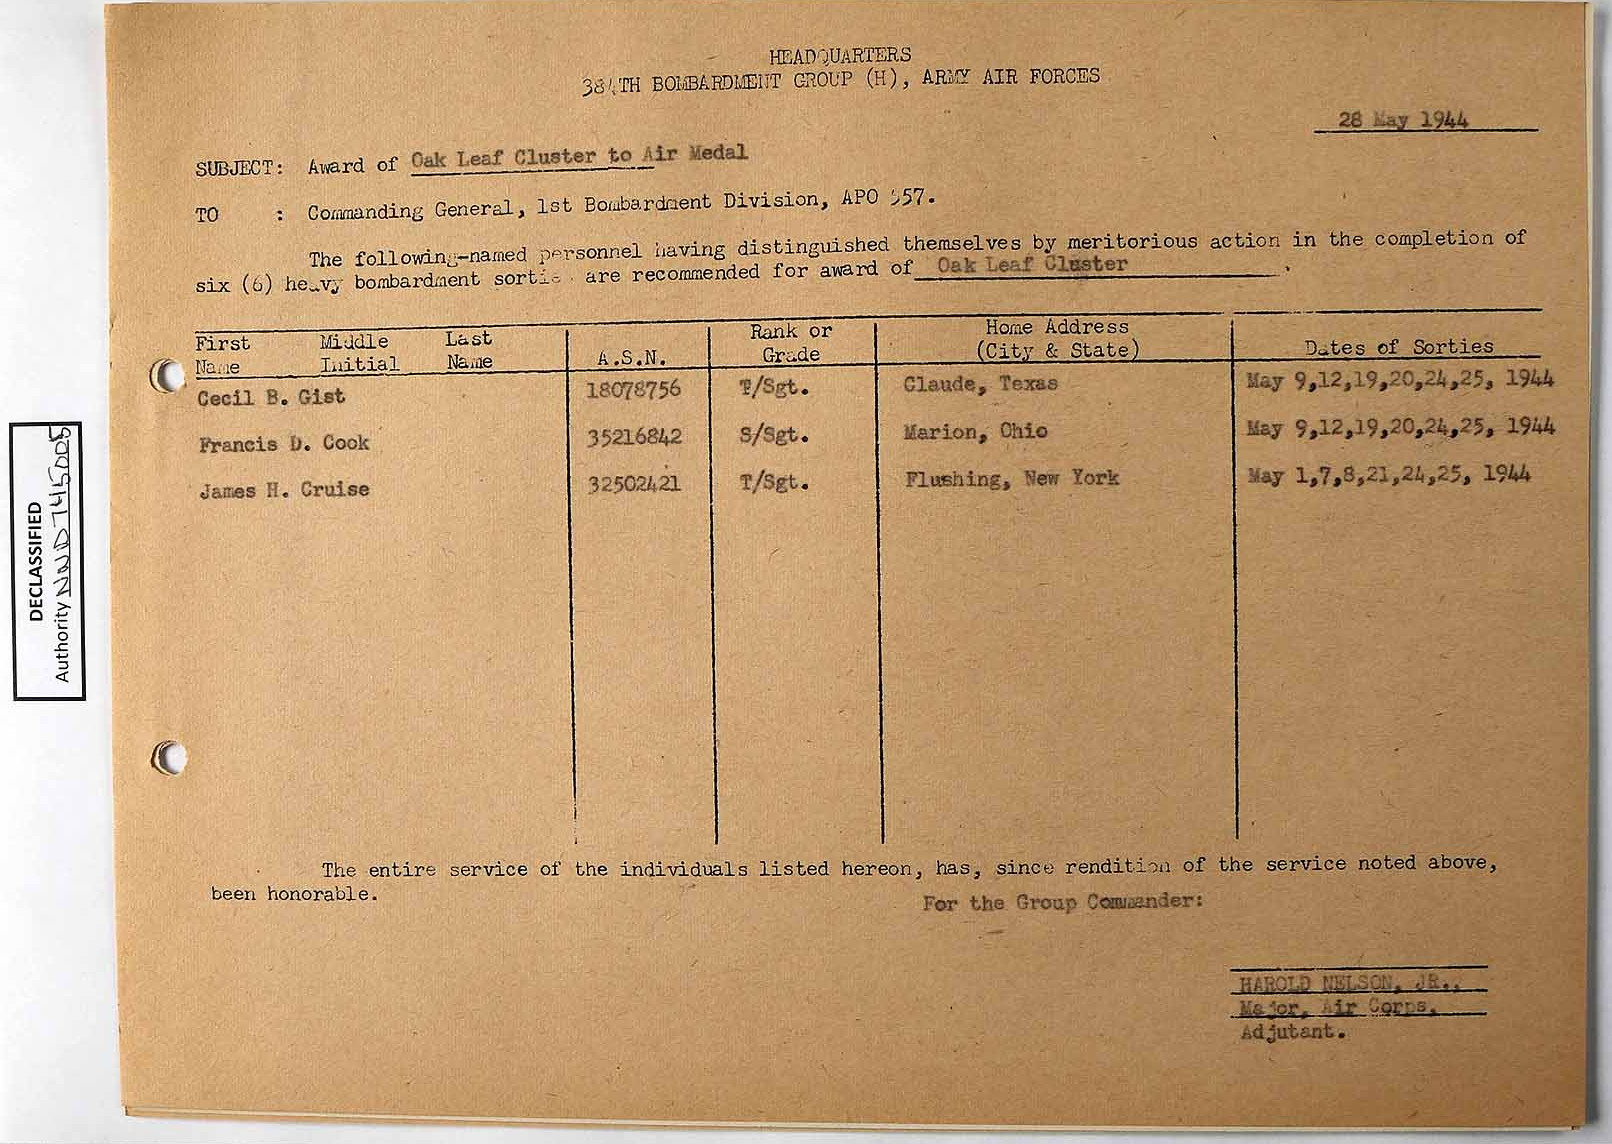 HEADQUARTERS
384TH BOMBARDMENT GROUP (H), ARMY AIR FORCES
28 May 1944
SUBJECT: Award of Oak Leaf Cluster to Air Medal
TO : Commanding General, 1st Bombardment Division, APO 557.
The following-named personnel having distinguished themselves by meritorious action in the completion of
six (6) heavy bombardment sorties are recommended for award of Oak Leaf Cluster .
First Middle Last A.S.N. Rank or Home Address Dates of Sorties
Name Initial Name Grade (City & State)
Cecil B. Gist 18078756 T/Sgt. Claude, Texas May 9,12,19,20,24,25, 1944
Francis D. Cook 35216842 S/Sgt. Marion, Ohio May 9,12,19,20,24,25, 1944
James H. Cruise 32502421 T/Sgt. Flushing, New York May 1,7,8,21,24,25, 1944
The entire service of the individuals listed hereon, has, since rendition of the service noted above,
been honorable.
For the Group Commander:
HAROLD NELSON, JR.,
Major, Air Corps,
Adjutant.
DECLASSIFIED
Authority NND 745005